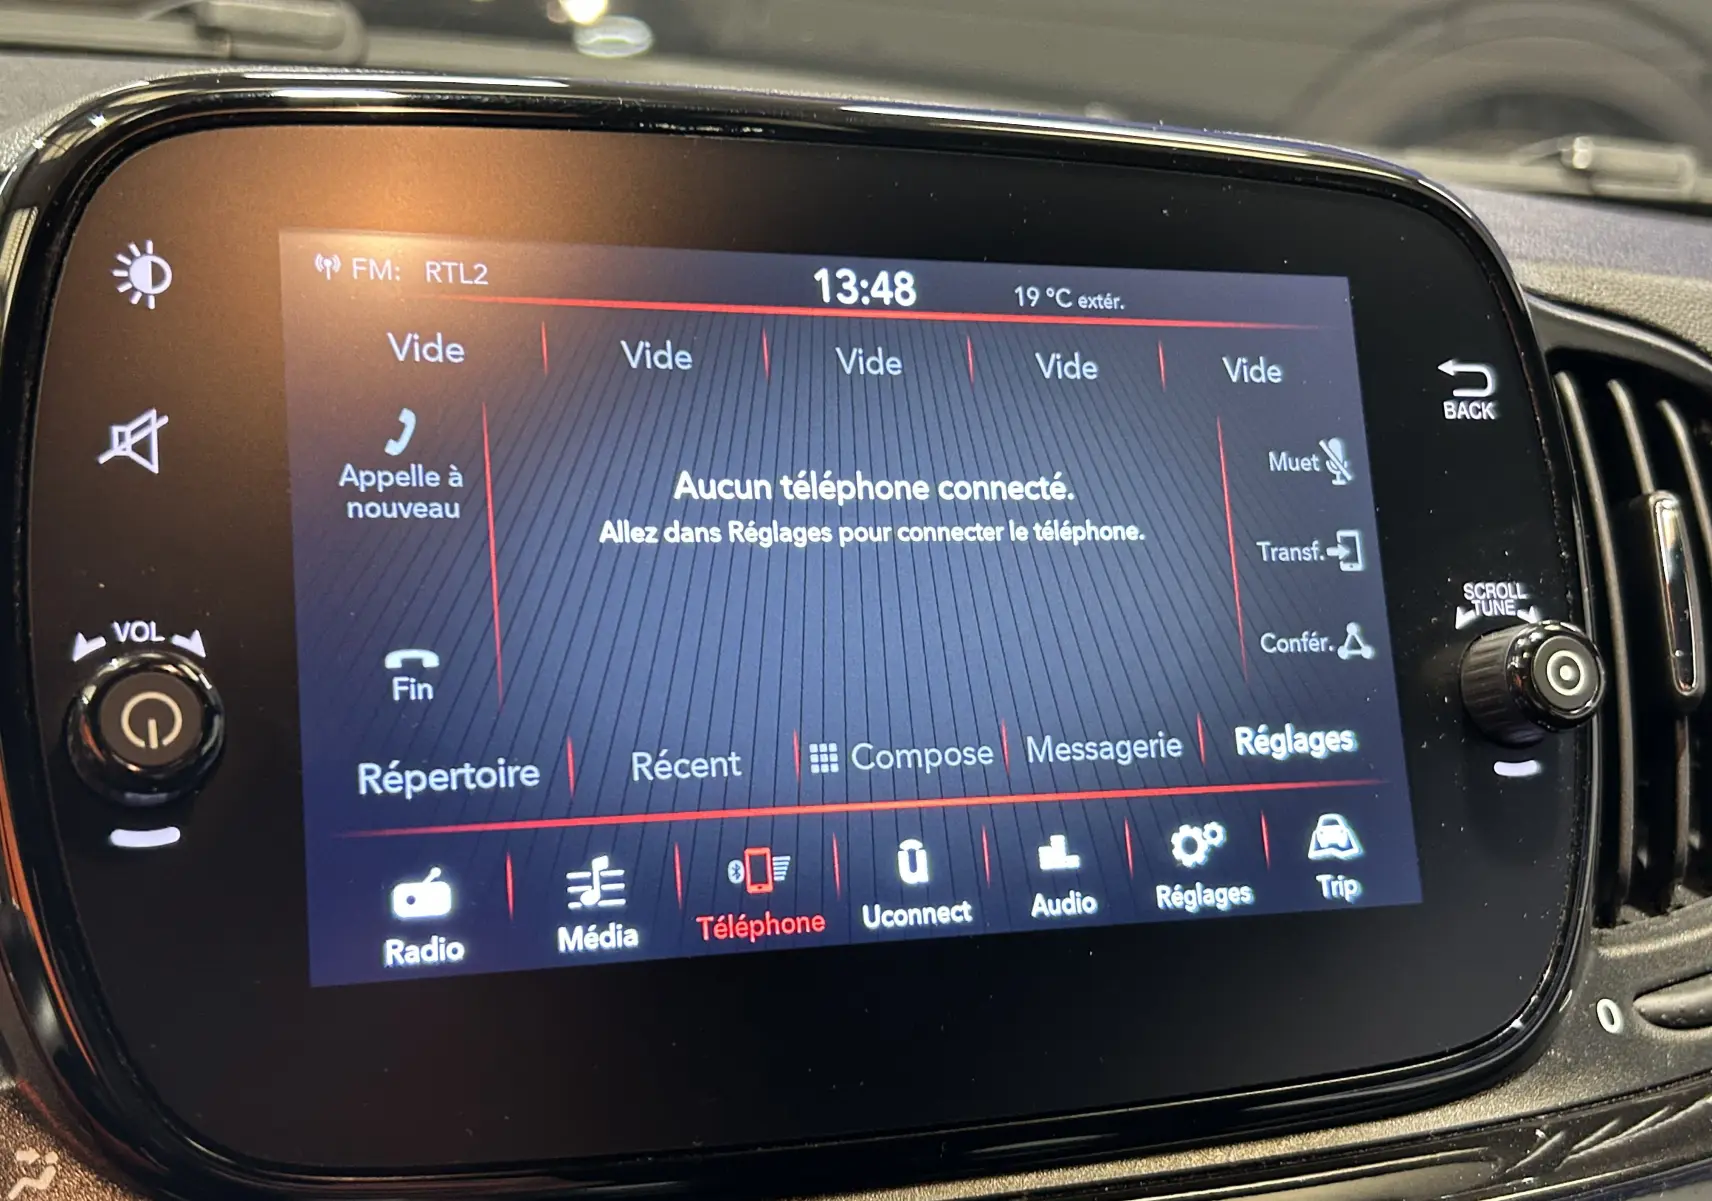 FM: RTL2 13:48 19 °C extér.
Vide Vide Vide Vide Vide
BACK
Appelle à
nouveau
Muet
Aucun téléphone connecté.
Allez dans Réglages pour connecter le téléphone.
Transf.
SCROLL
TUNE
VOL
Confér.
Fin
Répertoire Récent Compose Messagerie Réglages
Radio Média Téléphone Uconnect Audio Réglages Trip
0